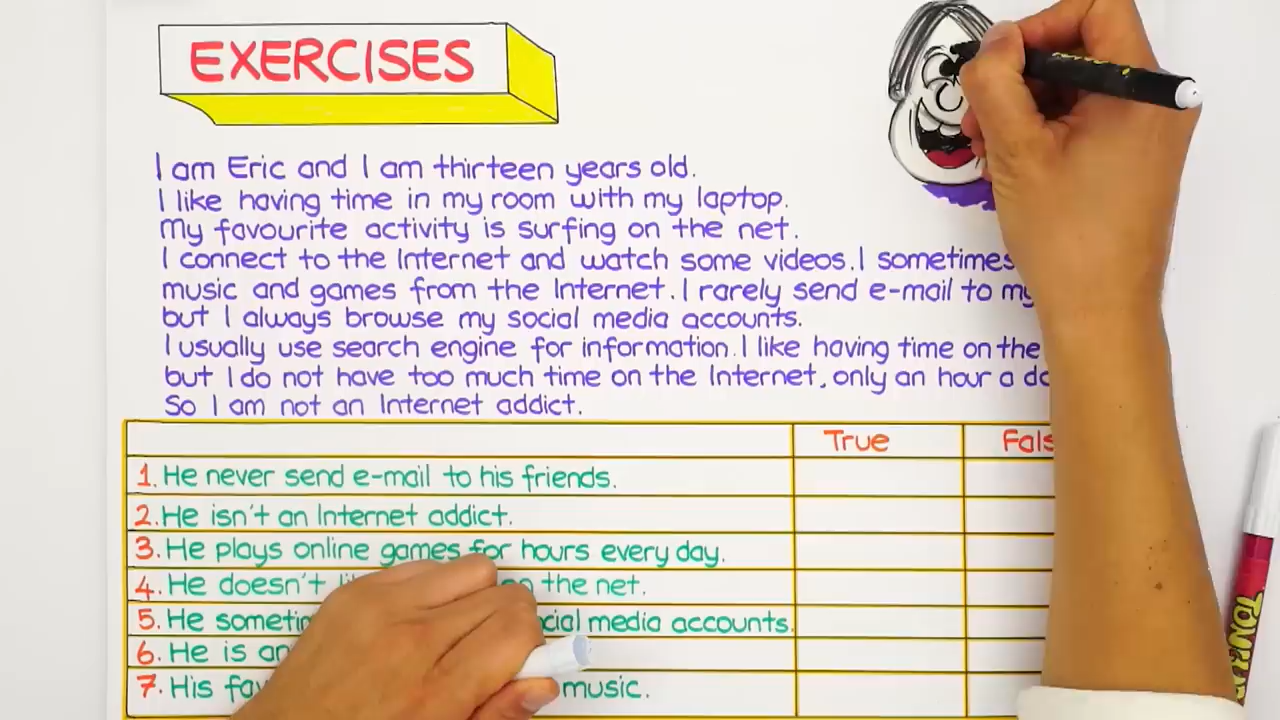 EXERCISES
I am Eric and I am thirteen years old.
I like having time in my room with my laptop.
My favourite activity is surfing on the net.
I connect to the Internet and watch some videos. I sometimes
music and games from the Internet. I rarely send e-mail to my
but I always browse my social media accounts.
I usually use search engine for information. I like having time on the
but I do not have too much time on the Internet, only an hour a
So I am not an Internet addict.
True
1. He never send e-mail to his friends.
2. He isn't an Internet addict.
3. He plays online games for hours every day.
4. He doesn't the net.
5. He media accounts.
6. He is
7. His music.